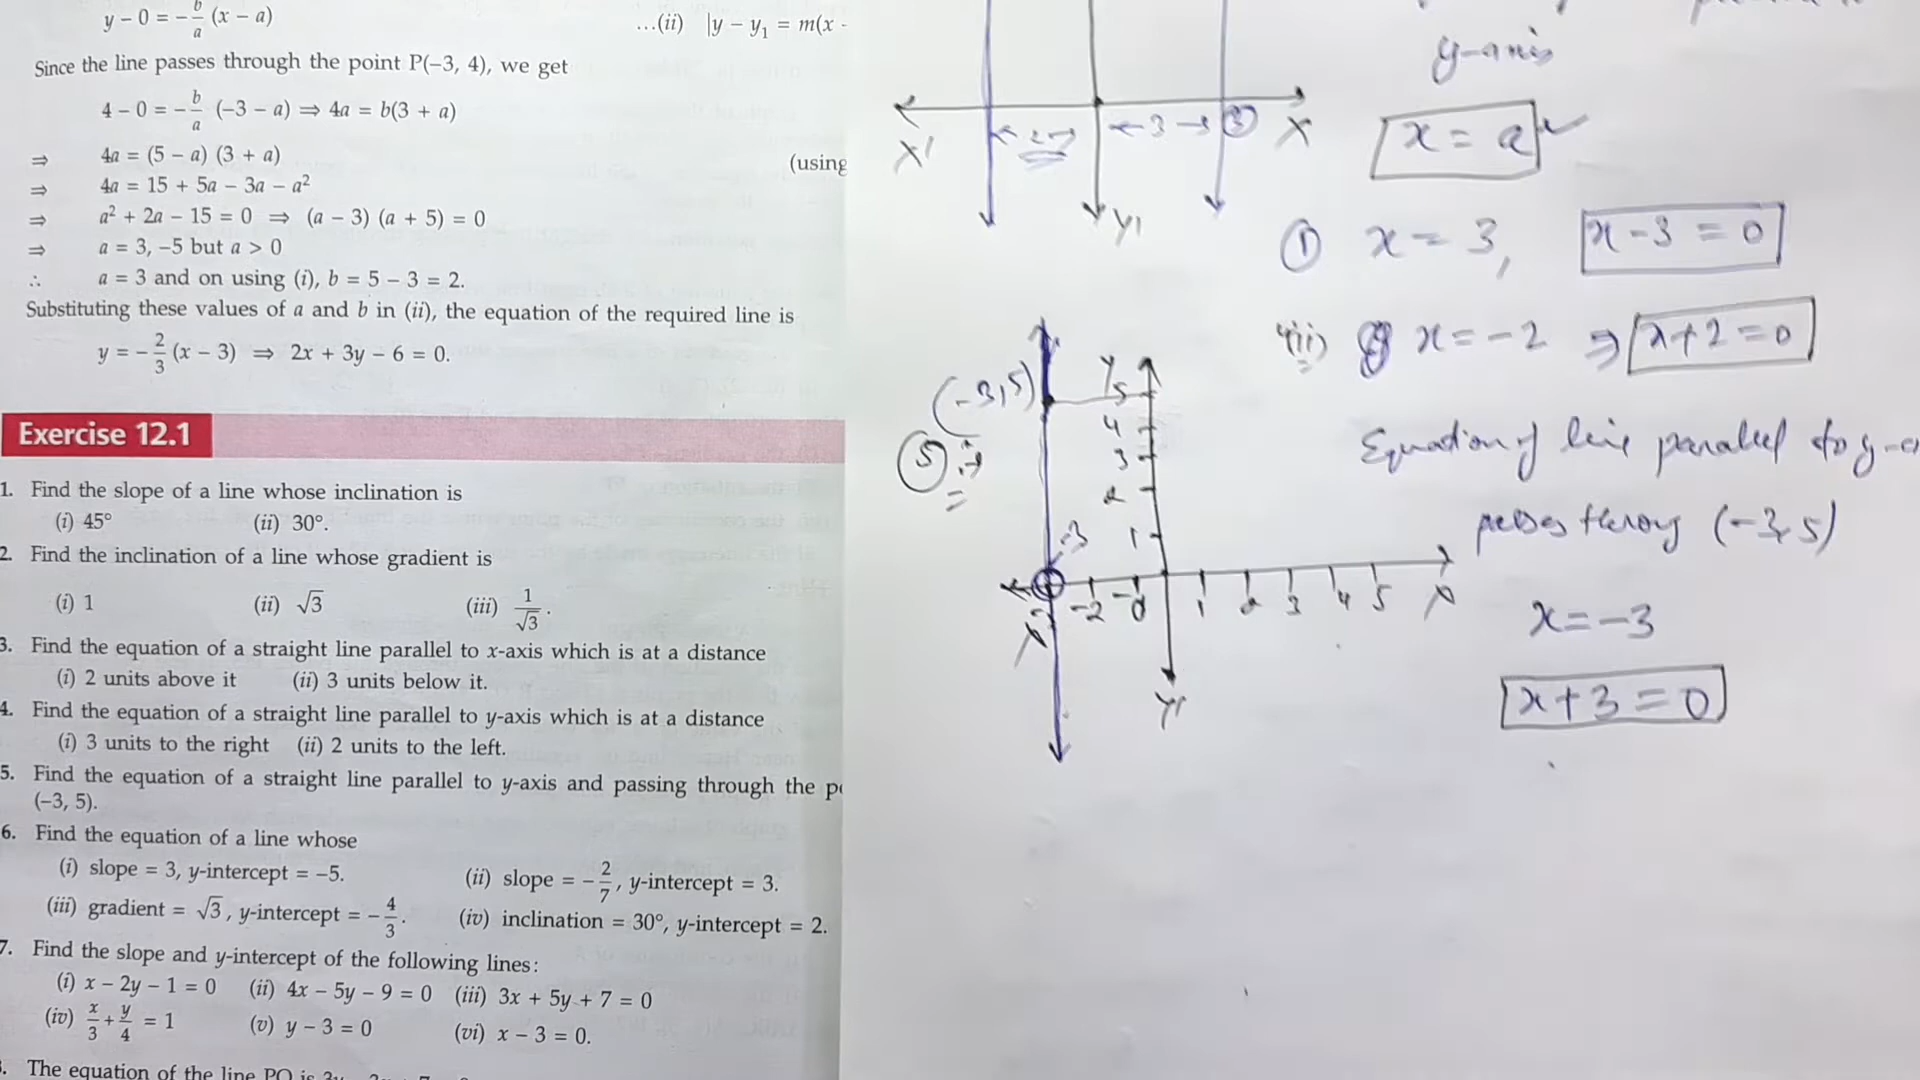 y – 0 = –b/a (x – a)
...(ii) |y – y₁ = m(x -
Since the line passes through the point P(–3, 4), we get
4 – 0 = –b/a (–3 – a) ⇒ 4a = b(3 + a)
⇒ 4a = (5 – a) (3 + a) (using
⇒ 4a = 15 + 5a – 3a – a²
⇒ a² + 2a – 15 = 0 ⇒ (a – 3) (a + 5) = 0
⇒ a = 3, –5 but a > 0
∴ a = 3 and on using (i), b = 5 – 3 = 2.
Substituting these values of a and b in (ii), the equation of the required line is
y = –2/3 (x – 3) ⇒ 2x + 3y – 6 = 0.
Exercise 12.1
1. Find the slope of a line whose inclination is
(i) 45° (ii) 30°.
2. Find the inclination of a line whose gradient is
(i) 1 (ii) √3 (iii) 1/√3.
3. Find the equation of a straight line parallel to x-axis which is at a distance
(i) 2 units above it (ii) 3 units below it.
4. Find the equation of a straight line parallel to y-axis which is at a distance
(i) 3 units to the right (ii) 2 units to the left.
5. Find the equation of a straight line parallel to y-axis and passing through the
(–3, 5).
6. Find the equation of a line whose
(i) slope = 3, y-intercept = –5. (ii) slope = –2/7, y-intercept = 3.
(iii) gradient = √3, y-intercept = –4/3. (iv) inclination = 30°, y-intercept = 2.
7. Find the slope and y-intercept of the following lines:
(i) x – 2y – 1 = 0 (ii) 4x – 5y – 9 = 0 (iii) 3x + 5y + 7 = 0
(iv) x/3 + y/4 = 1 (v) y – 3 = 0 (vi) x – 3 = 0.
The equation of the line PQ is
y-axis
x = a
X' 2 3 3 X
Y'
① x = 3, x - 3 = 0
(ii) x = -2 ⇒ x + 2 = 0
Equation of line parallel to y-a
passes throug (-3, 5)
x = -3
x + 3 = 0
(-3, 5) Y 5
4
⑤ 3
2
-3 1
-2 1 2 3 4 5 X
Y'